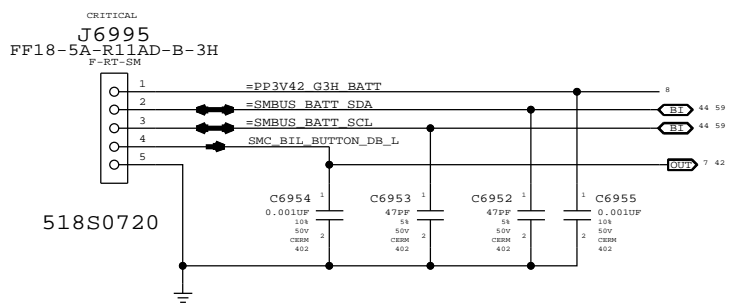 CRITICAL
J6995
FF18-5A-R11AD-B-3H
F-RT-SM
1
=PP3V42_G3H_BATT
8
2
=SMBUS_BATT_SDA
BI
44 59
3
=SMBUS_BATT_SCL
BI
44 59
4
SMC_BIL_BUTTON_DB_L
5
OUT
7 42
C6954
1
0.001UF
10%
50V
CERM
402
2
C6953
1
47PF
5%
50V
CERM
402
2
C6952
1
47PF
5%
50V
CERM
402
2
1
C6955
0.001UF
10%
50V
CERM
402
2
518S0720